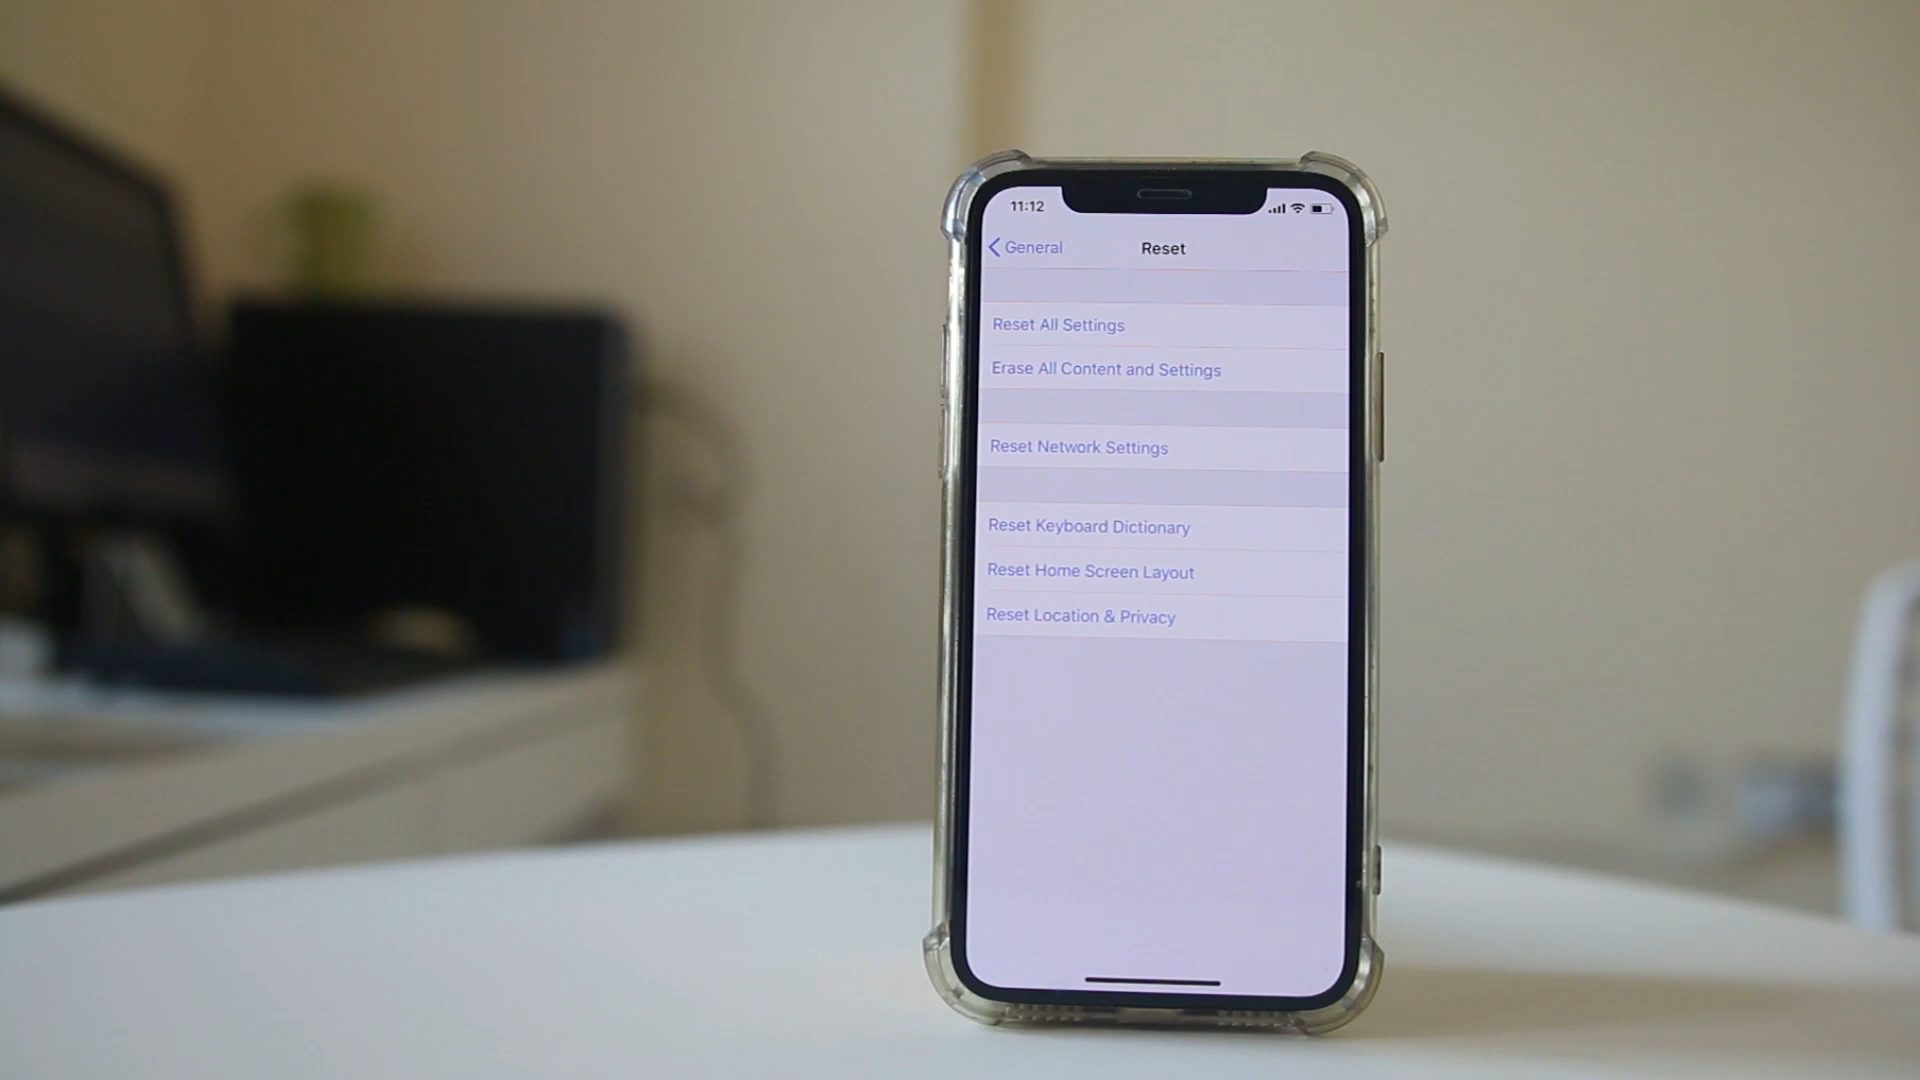 11:12
General
Reset
Reset All Settings
Erase All Content and Settings
Reset Network Settings
Reset Keyboard Dictionary
Reset Home Screen Layout
Reset Location & Privacy